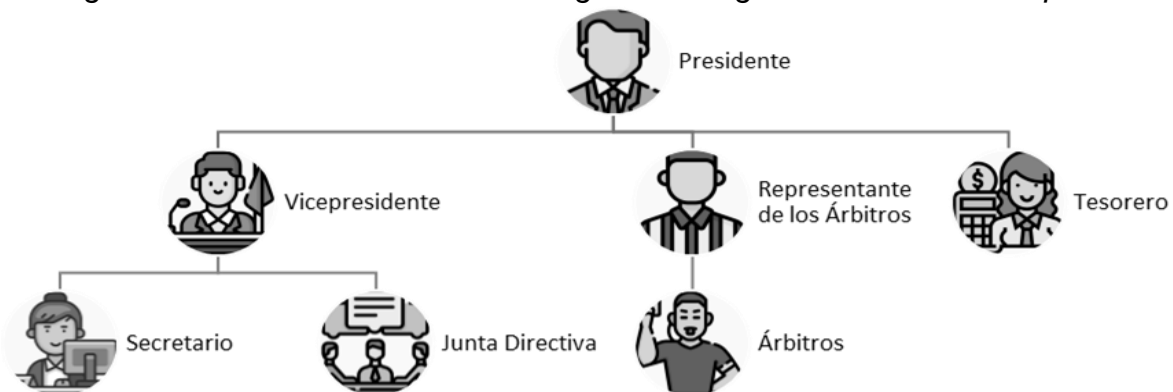 Presidente
Vicepresidente
Representante
de los Árbitros
Tesorero
Secretario
Junta Directiva
Árbitros